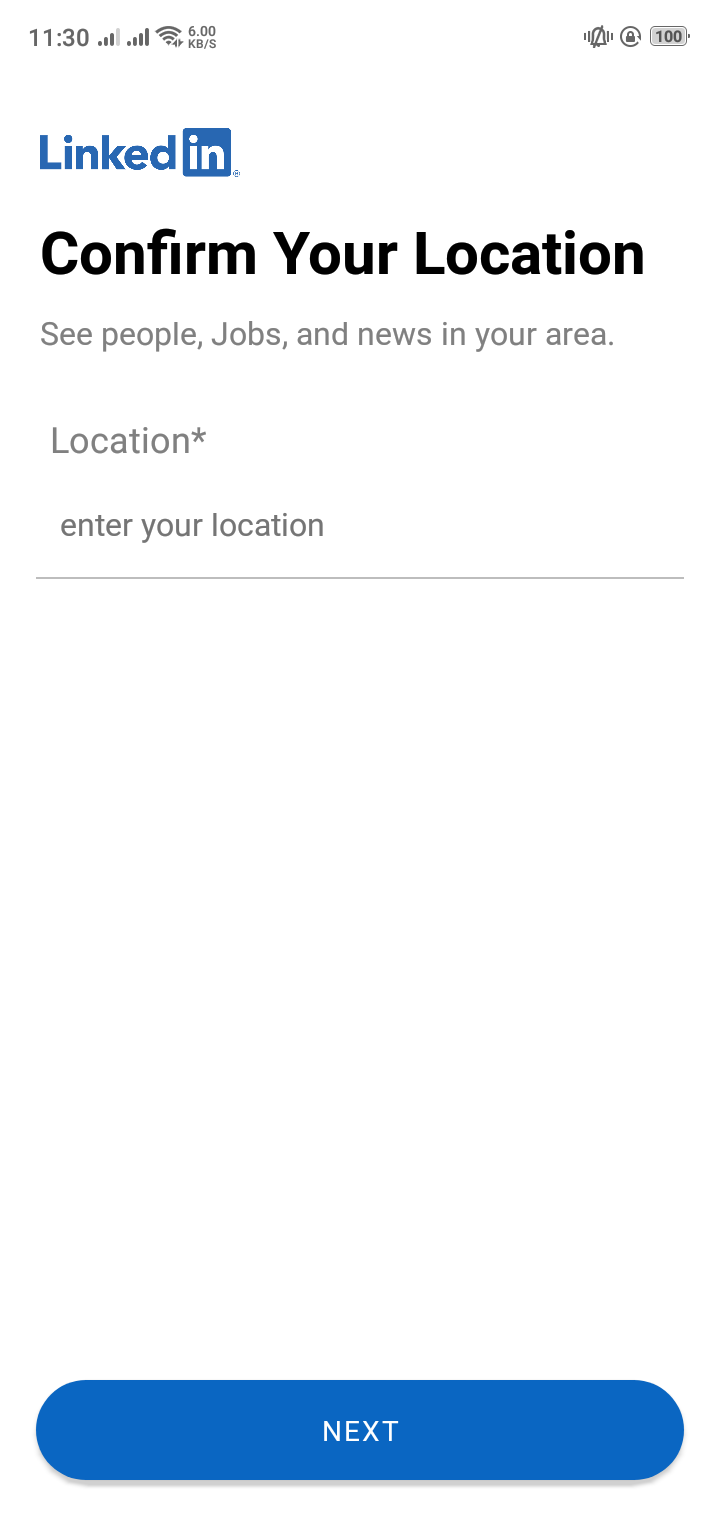 11:30 6.00 KB/S 100
Linkedin
Confirm Your Location
See people, Jobs, and news in your area.
Location*
enter your location
NEXT